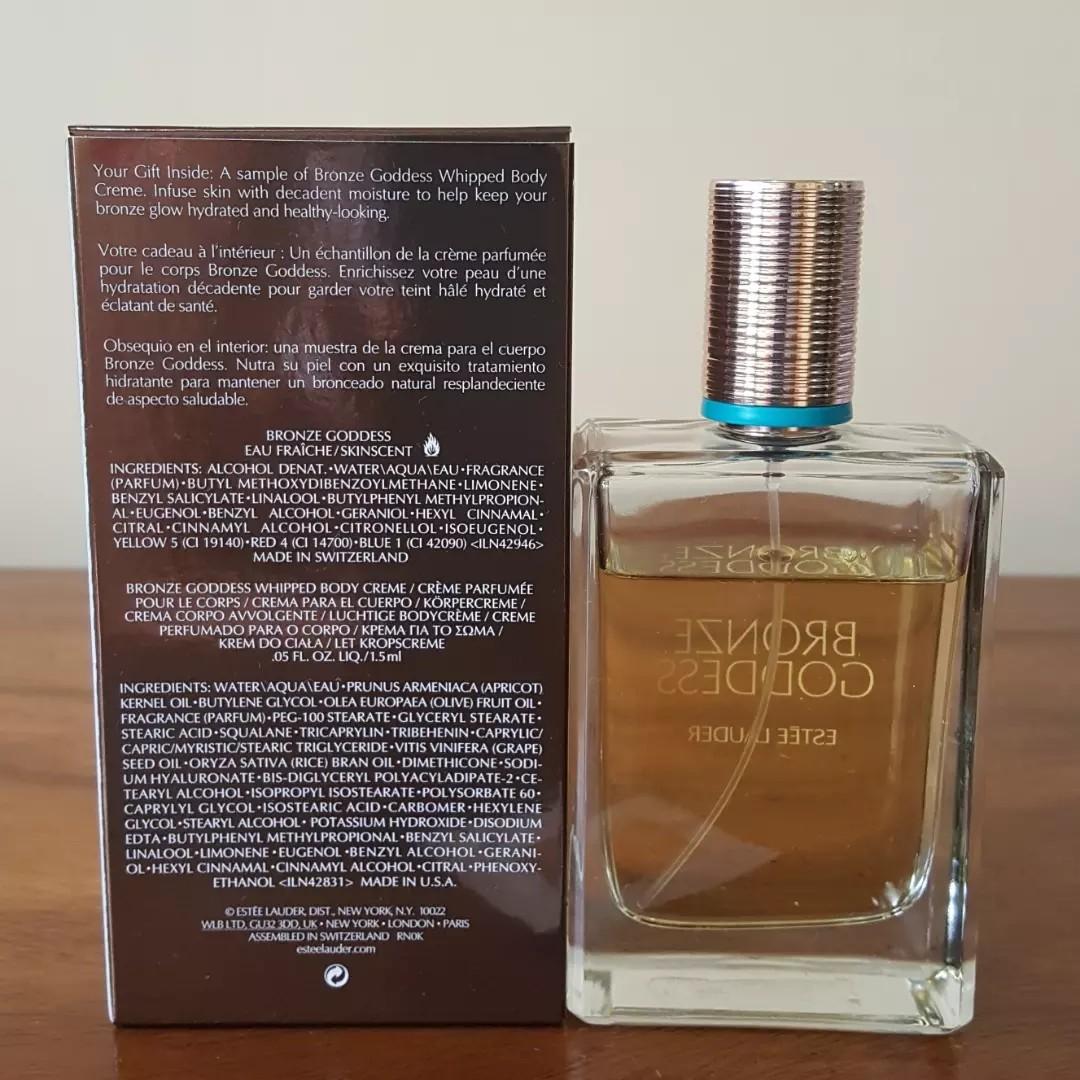 Your Gift Inside: A sample of Bronze Goddess Whipped Body
Creme. Infuse skin with decadent moisture to help keep your
bronze glow hydrated and healthy-looking.
Votre cadeau à l'intérieur : Un échantillon de la crème parfumée
pour le corps Bronze Goddess. Enrichissez votre peau d'une
hydratation décadente pour garder votre teint hâlé hydraté et
éclatant de santé.
Obsequio en el interior: una muestra de la crema para el cuerpo
Bronze Goddess. Nutra su piel con un exquisito tratamiento
hidratante para mantener un bronceado natural resplandeciente
de aspecto saludable.
BRONZE GODDESS
EAU FRAÎCHE/SKINSCENT
INGREDIENTS: ALCOHOL DENAT.•WATER\AQUA\EAU•FRAGRANCE
(PARFUM)•BUTYL METHOXYDIBENZOYLMETHANE•LIMONENE•
BENZYL SALICYLATE•LINALOOL•BUTYLPHENYL METHYLPROPION-
AL•EUGENOL•BENZYL ALCOHOL•GERANIOL•HEXYL CINNAMAL•
CITRAL•CINNAMYL ALCOHOL•CITRONELLOL•ISOEUGENOL•
YELLOW 5 (CI 19140)•RED 4 (CI 14700)•BLUE 1 (CI 42090) <ILN42946>
MADE IN SWITZERLAND
BRONZE GODDESS WHIPPED BODY CREME / CRÈME PARFUMÉE
POUR LE CORPS / CREMA PARA EL CUERPO / KÖRPERCREME /
CREMA CORPO AVVOLGENTE / LUCHTIGE BODYCRÈME / CREME
PERFUMADO PARA O CORPO / ΚΡΕΜΑ ΓΙΑ ΤΟ ΣΩΜΑ /
KREM DO CIAŁA / LET KROPSCREME
.05 FL. OZ. LIQ./1.5ml
INGREDIENTS: WATER\AQUA\EAU•PRUNUS ARMENIACA (APRICOT)
KERNEL OIL•BUTYLENE GLYCOL•OLEA EUROPAEA (OLIVE) FRUIT OIL•
FRAGRANCE (PARFUM)•PEG-100 STEARATE•GLYCERYL STEARATE•
STEARIC ACID•SQUALANE•TRICAPRYLIN•TRIBEHENIN•CAPRYLIC/
CAPRIC/MYRISTIC/STEARIC TRIGLYCERIDE•VITIS VINIFERA (GRAPE)
SEED OIL•ORYZA SATIVA (RICE) BRAN OIL•DIMETHICONE•SODI-
UM HYALURONATE•BIS-DIGLYCERYL POLYACYLADIPATE-2•CE-
TEARYL ALCOHOL•ISOPROPYL ISOSTEARATE•POLYSORBATE 60•
CAPRYLYL GLYCOL•ISOSTEARIC ACID•CARBOMER•HEXYLENE
GLYCOL•STEARYL ALCOHOL• POTASSIUM HYDROXIDE•DISODIUM
EDTA•BUTYLPHENYL METHYLPROPIONAL•BENZYL SALICYLATE•
LINALOOL•LIMONENE•EUGENOL•BENZYL ALCOHOL•GERANI-
OL•HEXYL CINNAMAL•CINNAMYL ALCOHOL•CITRAL•PHENOXY-
ETHANOL <ILN42831> MADE IN U.S.A.
© ESTÉE LAUDER, DIST., NEW YORK, N.Y. 10022
WLB LTD, GU32 3DD, UK • NEW YORK • LONDON • PARIS
ASSEMBLED IN SWITZERLAND RN0K
esteelauder.com
BRONZE
GODDESS
BRONZE
GODDESS
ESTÉE LAUDER